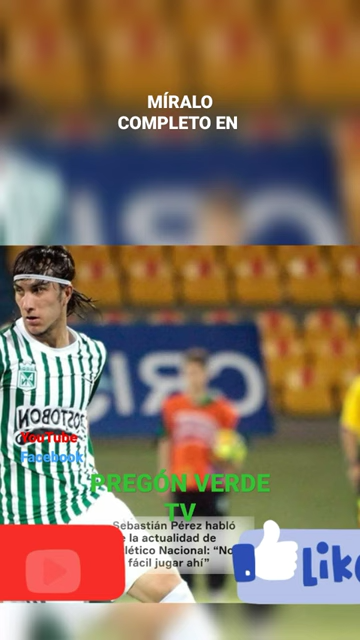 MÍRALO
COMPLETO EN
POSTOBON
YouTube
Facebook
PREGÓN VERDE
TV
Sebastián Pérez habló
e la actualidad de
lético Nacional: “No
fácil jugar ahí”
Like